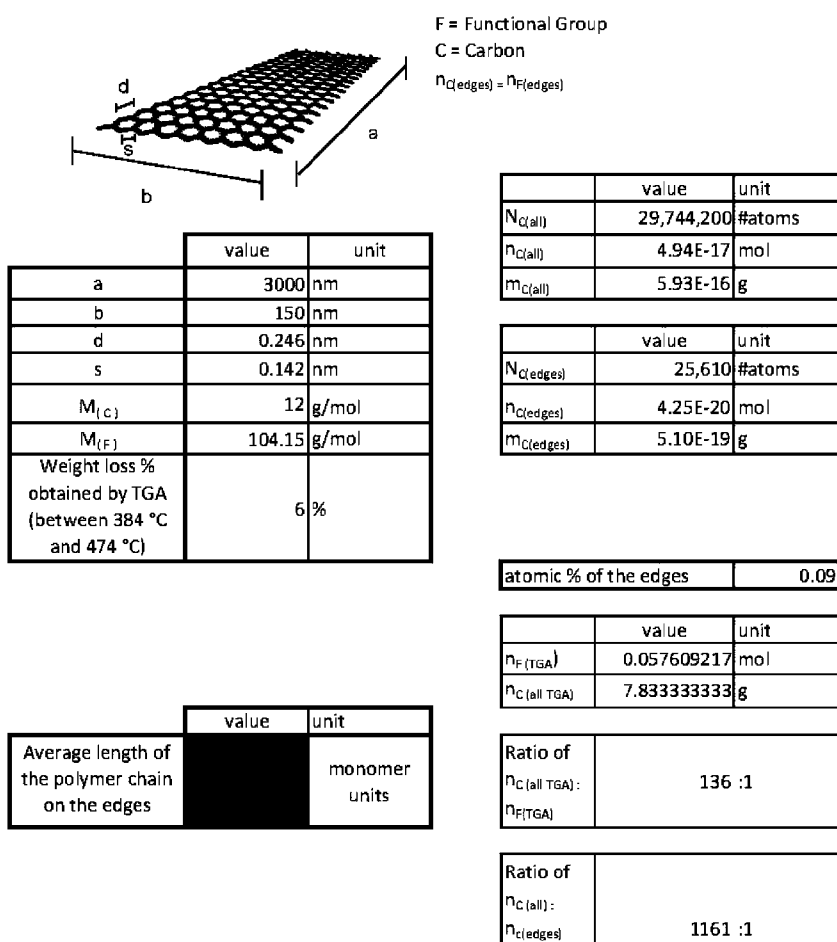 F = Functional Group
C = Carbon
nC(edges) = nF(edges)
d
s
b
a
value unit
a 3000 nm
b 150 nm
d 0.246 nm
s 0.142 nm
M( C ) 12 g/mol
M( F ) 104.15 g/mol
Weight loss %
obtained by TGA
(between 384 °C
and 474 °C)
6 %
value unit
NC(all) 29,744,200 #atoms
nC(all) 4.94E-17 mol
mC(all) 5.93E-16 g
value unit
NC(edges) 25,610 #atoms
nC(edges) 4.25E-20 mol
mC(edges) 5.10E-19 g
atomic % of the edges 0.09
value unit
nF (TGA) 0.057609217 mol
nC (all TGA) 7.833333333 g
value unit
Average length of
the polymer chain
on the edges
monomer
units
Ratio of
nC (all TGA) :
nF(TGA)
136 :1
Ratio of
nC (all) :
nc(edges)
1161 :1